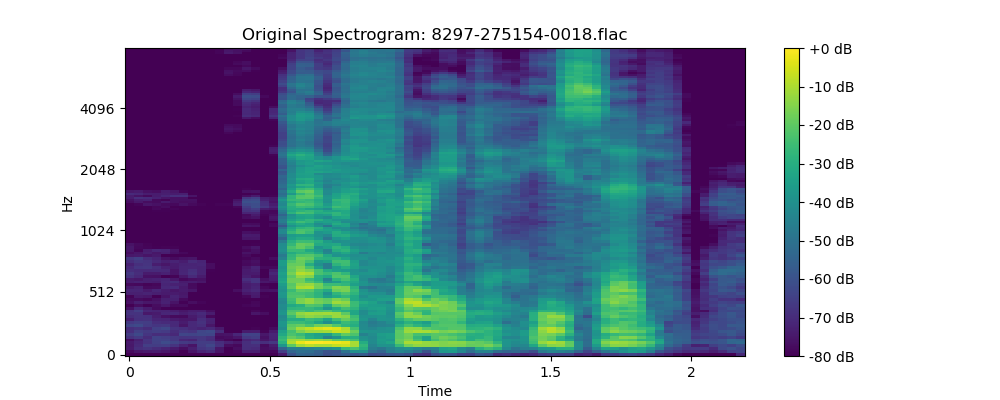 Original Spectrogram: 8297-275154-0018.flac
Hz
4096
2048
1024
512
0
0
0.5
1
1.5
2
Time
+0 dB
-10 dB
-20 dB
-30 dB
-40 dB
-50 dB
-60 dB
-70 dB
-80 dB